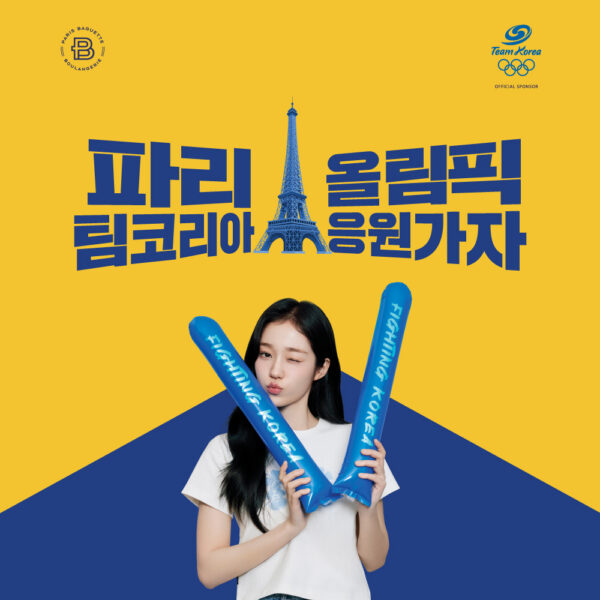 PARIS BAGUETTE
B
BOULANGERIE
Team Korea
OFFICIAL SPONSOR
파리 올림픽
팀코리아 응원가자
FIGHTING KOREA
FIGHTING KOREA